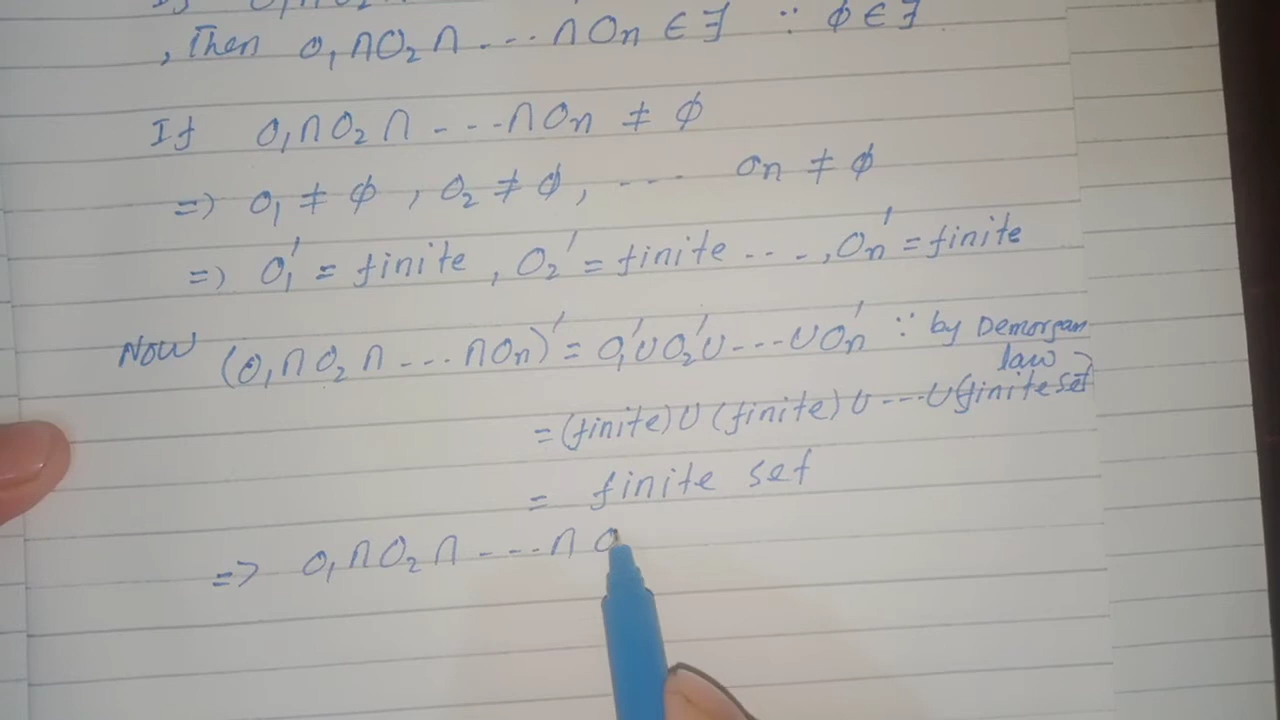 , Then O₁∩O₂∩ - - - ∩On ∈ ℑ ∵ ϕ ∈ ℑ
If O₁∩O₂∩ - - - ∩On ≠ ϕ
=> O₁ ≠ ϕ , O₂ ≠ ϕ , - - - On ≠ ϕ
=> O₁' = finite , O₂' = finite - - - , On' = finite
Now (O₁∩O₂∩ - - - ∩On)' = O₁'∪O₂'∪ - - - ∪On' ∵ by Demorgan
law
= (finite)∪(finite)∪ - - - ∪(finite set)
= finite set
=> O₁∩O₂∩ - - - ∩ O